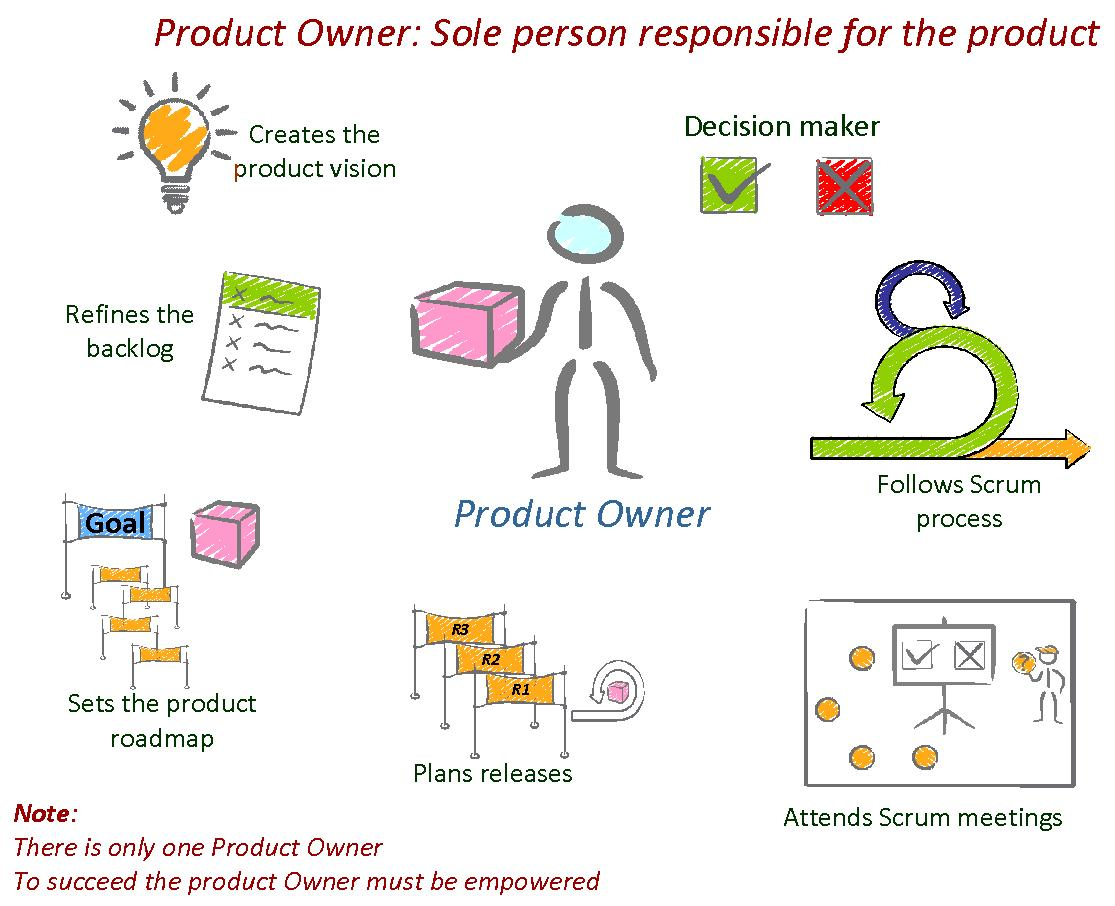 Product Owner: Sole person responsible for the product
Creates the
product vision
Decision maker
Refines the
backlog
Product Owner
Follows Scrum
process
Goal
Sets the product
roadmap
R3
R2
R1
Plans releases
?
Attends Scrum meetings
Note:
There is only one Product Owner
To succeed the product Owner must be empowered